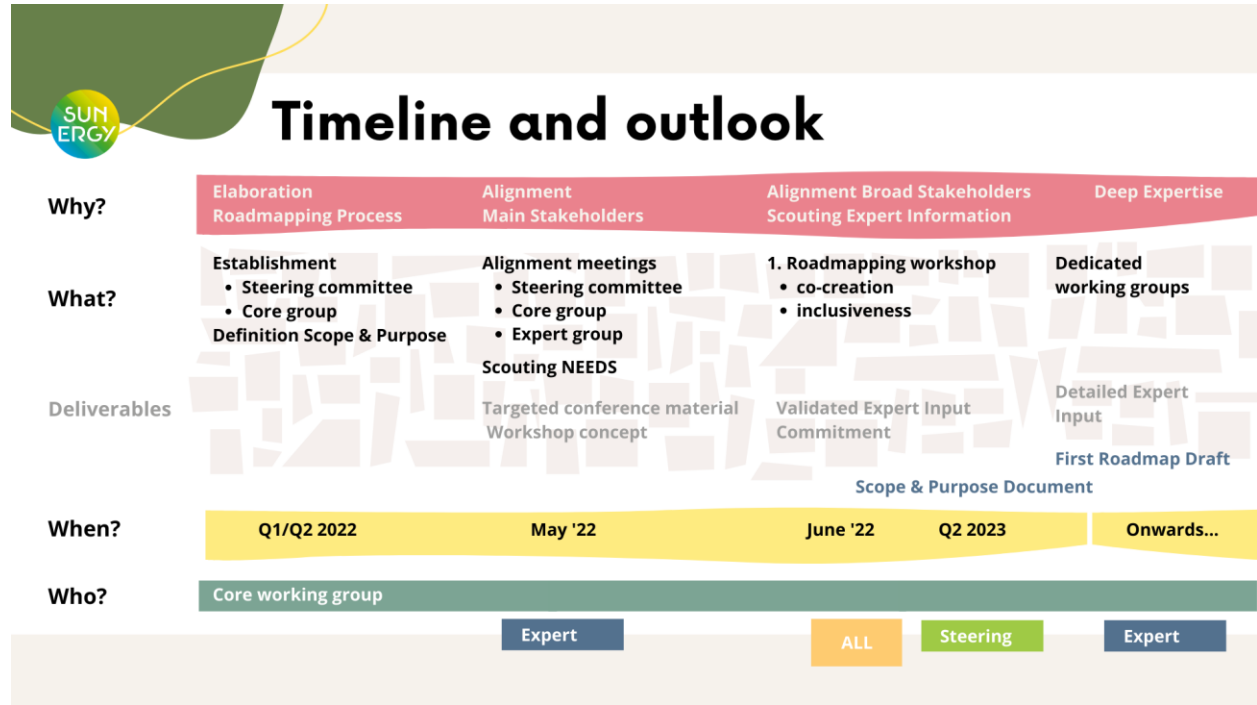 SUN
ERGY
Timeline and outlook
Why?
Elaboration
Roadmapping Process
Alignment
Main Stakeholders
Alignment Broad Stakeholders
Scouting Expert Information
Deep Expertise
What?
Establishment
• Steering committee
• Core group
Definition Scope & Purpose
Alignment meetings
• Steering committee
• Core group
• Expert group
Scouting NEEDS
1. Roadmapping workshop
• co-creation
• inclusiveness
Dedicated
working groups
Deliverables
Targeted conference material
Workshop concept
Validated Expert Input
Commitment
Detailed Expert
Input
First Roadmap Draft
Scope & Purpose Document
When?
Q1/Q2 2022
May '22
June '22
Q2 2023
Onwards...
Who?
Core working group
Expert
ALL
Steering
Expert